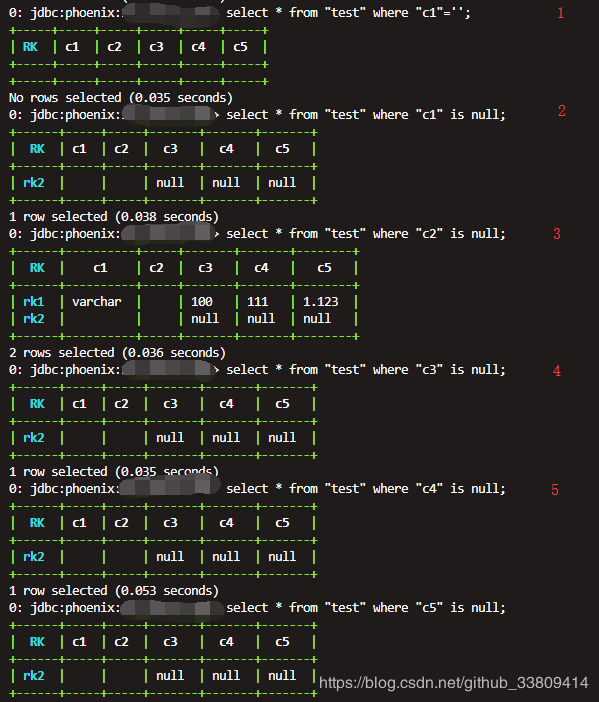 0: jdbc:phoenix: select * from "test" where "c1"=''; 1
+-----+-----+-----+-----+-----+-----+
| RK | c1 | c2 | c3 | c4 | c5 |
+-----+-----+-----+-----+-----+-----+
+-----+-----+-----+-----+-----+-----+
No rows selected (0.035 seconds)
0: jdbc:phoenix: > select * from "test" where "c1" is null; 2
+------+-----+-----+-------+-------+-------+
| RK | c1 | c2 | c3 | c4 | c5 |
+------+-----+-----+-------+-------+-------+
| rk2 | | | null | null | null |
+------+-----+-----+-------+-------+-------+
1 row selected (0.038 seconds)
0: jdbc:phoenix: > select * from "test" where "c2" is null; 3
+------+----------+-----+-------+-------+--------+
| RK | c1 | c2 | c3 | c4 | c5 |
+------+----------+-----+-------+-------+--------+
| rk1 | varchar | | 100 | 111 | 1.123 |
| rk2 | | | null | null | null |
+------+----------+-----+-------+-------+--------+
2 rows selected (0.036 seconds)
0: jdbc:phoenix: > select * from "test" where "c3" is null; 4
+------+-----+-----+-------+-------+-------+
| RK | c1 | c2 | c3 | c4 | c5 |
+------+-----+-----+-------+-------+-------+
| rk2 | | | null | null | null |
+------+-----+-----+-------+-------+-------+
1 row selected (0.035 seconds)
0: jdbc:phoenix: select * from "test" where "c4" is null; 5
+------+-----+-----+-------+-------+-------+
| RK | c1 | c2 | c3 | c4 | c5 |
+------+-----+-----+-------+-------+-------+
| rk2 | | | null | null | null |
+------+-----+-----+-------+-------+-------+
1 row selected (0.053 seconds)
0: jdbc:phoenix: select * from "test" where "c5" is null;
+------+-----+-----+-------+-------+-------+
| RK | c1 | c2 | c3 | c4 | c5 |
+------+-----+-----+-------+-------+-------+
| rk2 | | | null | null | null |
+------+-----+-----+-------+-------+-------+
https://blog.csdn.net/github_33809414